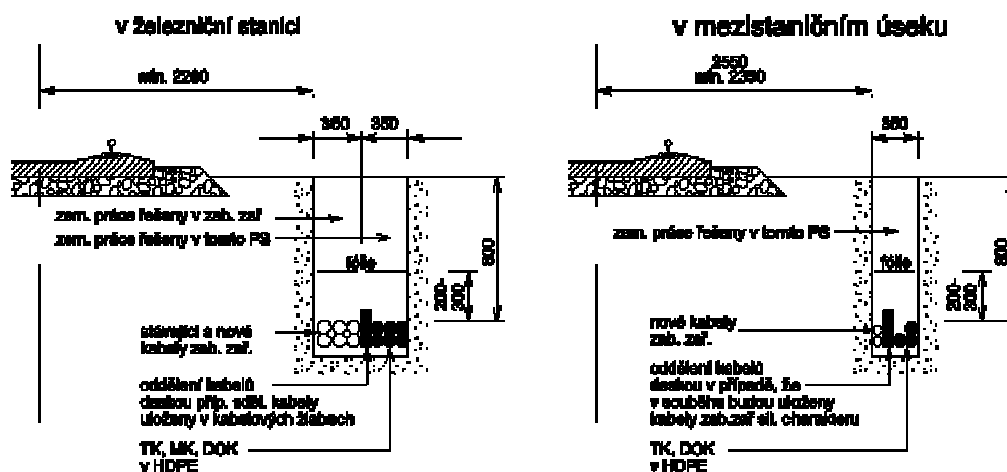 v železniční stanici
min. 2200
350 350
zem. práce řešeny v zab. zař
zem. práce řešeny v tomto PS
fólie
800
200-
300
stávající a nové
kabely zab. zař.
oddělení kabelů
deskou příp. sděl. kabely
uloženy v kabelových žlabech
TK, MK, DOK
v HDPE
v mezistaničním úseku
2550
min. 2350
350
zem. práce řešeny v tomto PS
fólie
800
200-
300
nové kabely
zab. zař.
oddělení kabelů
deskou v případě, že
v souběhu budou uloženy
kabely zab.zař sil. charakteru
TK, DOK
v HDPE